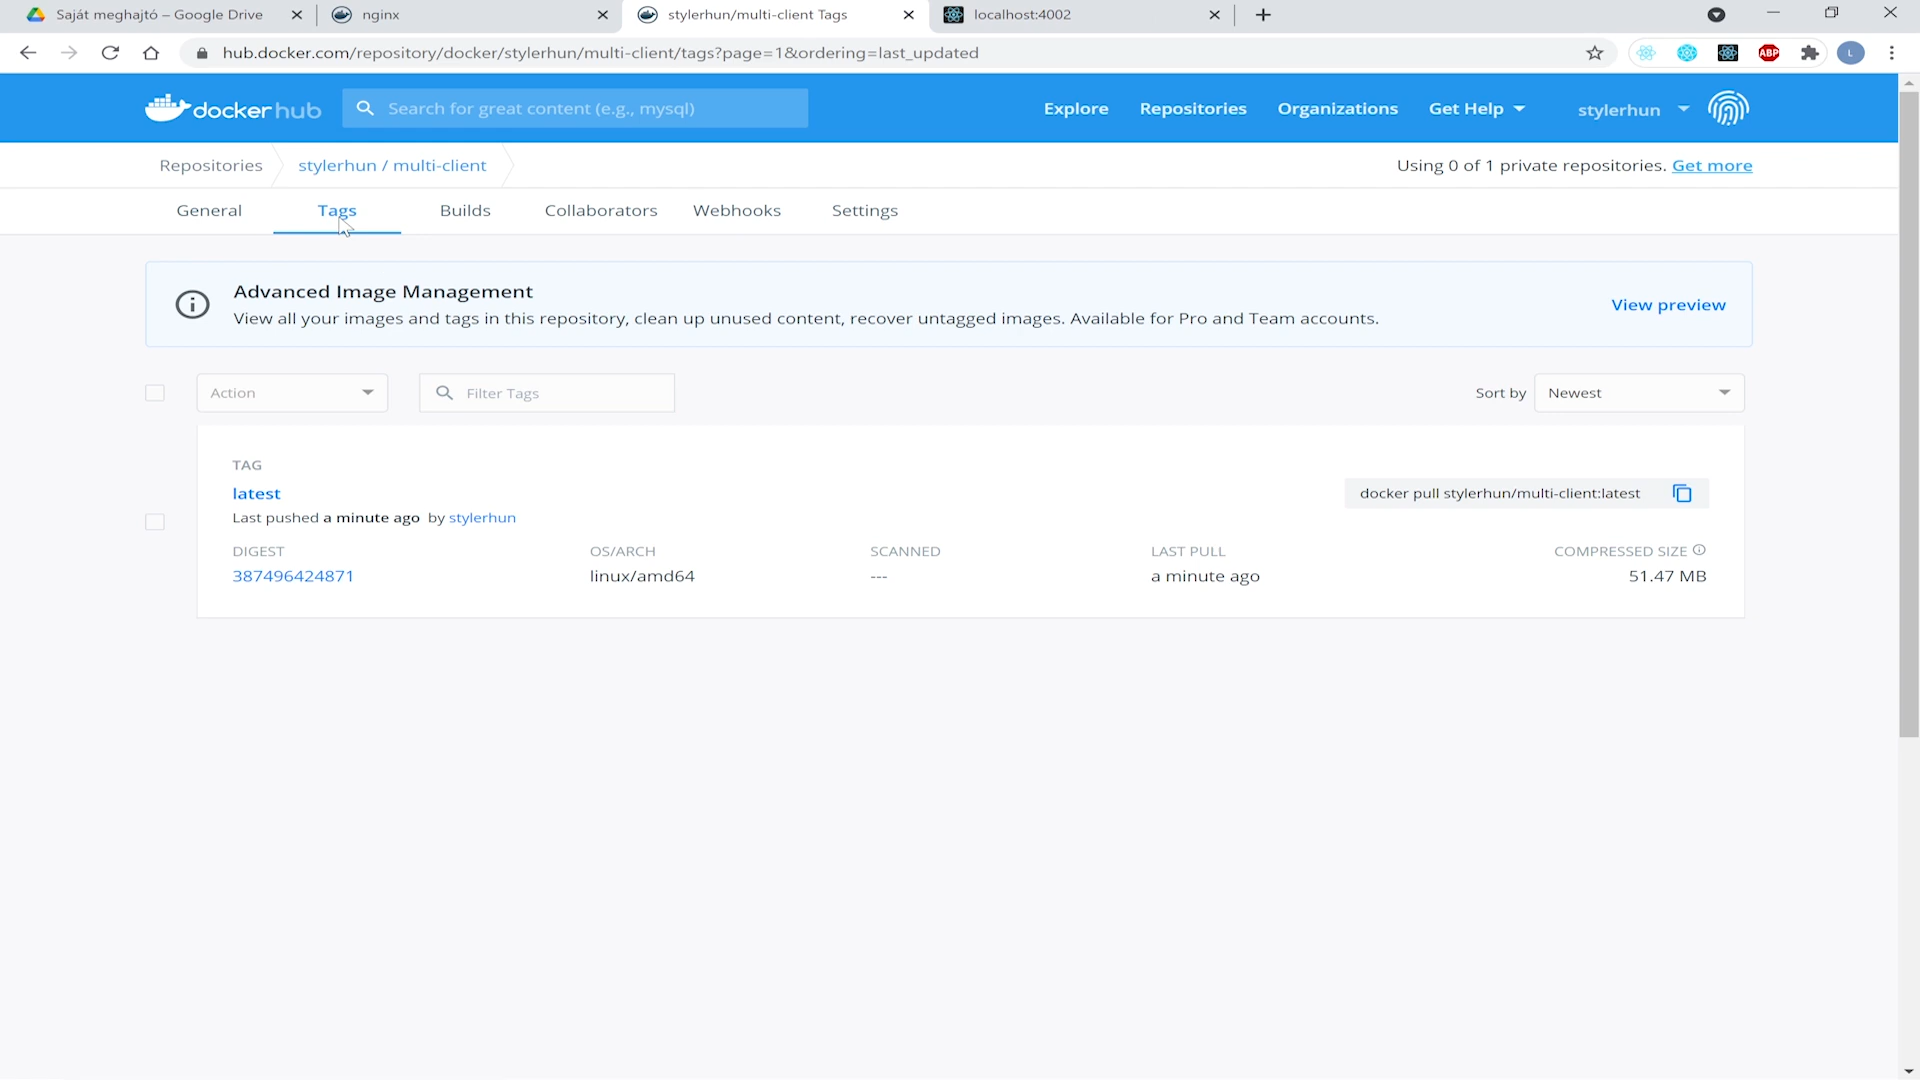 Saját meghajtó – Google Drive
nginx
stylerhun/multi-client Tags
localhost:4002
hub.docker.com/repository/docker/stylerhun/multi-client/tags?page=1&ordering=last_updated
ABP
L
dockerhub
Search for great content (e.g., mysql)
Explore
Repositories
Organizations
Get Help
stylerhun
Repositories
stylerhun / multi-client
Using 0 of 1 private repositories. Get more
General
Tags
Builds
Collaborators
Webhooks
Settings
Advanced Image Management
View all your images and tags in this repository, clean up unused content, recover untagged images. Available for Pro and Team accounts.
View preview
Action
Filter Tags
Sort by
Newest
TAG
latest
docker pull stylerhun/multi-client:latest
Last pushed a minute ago by stylerhun
DIGEST
OS/ARCH
SCANNED
LAST PULL
COMPRESSED SIZE
387496424871
linux/amd64
---
a minute ago
51.47 MB